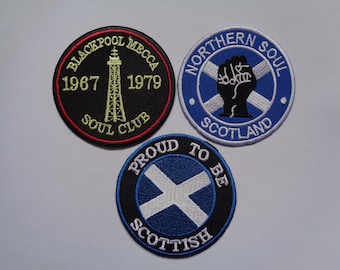 BLACKPOOL MECCA
1967 1979
SOUL CLUB
NORTHERN SOUL
SCOTLAND
PROUD TO BE
SCOTTISH